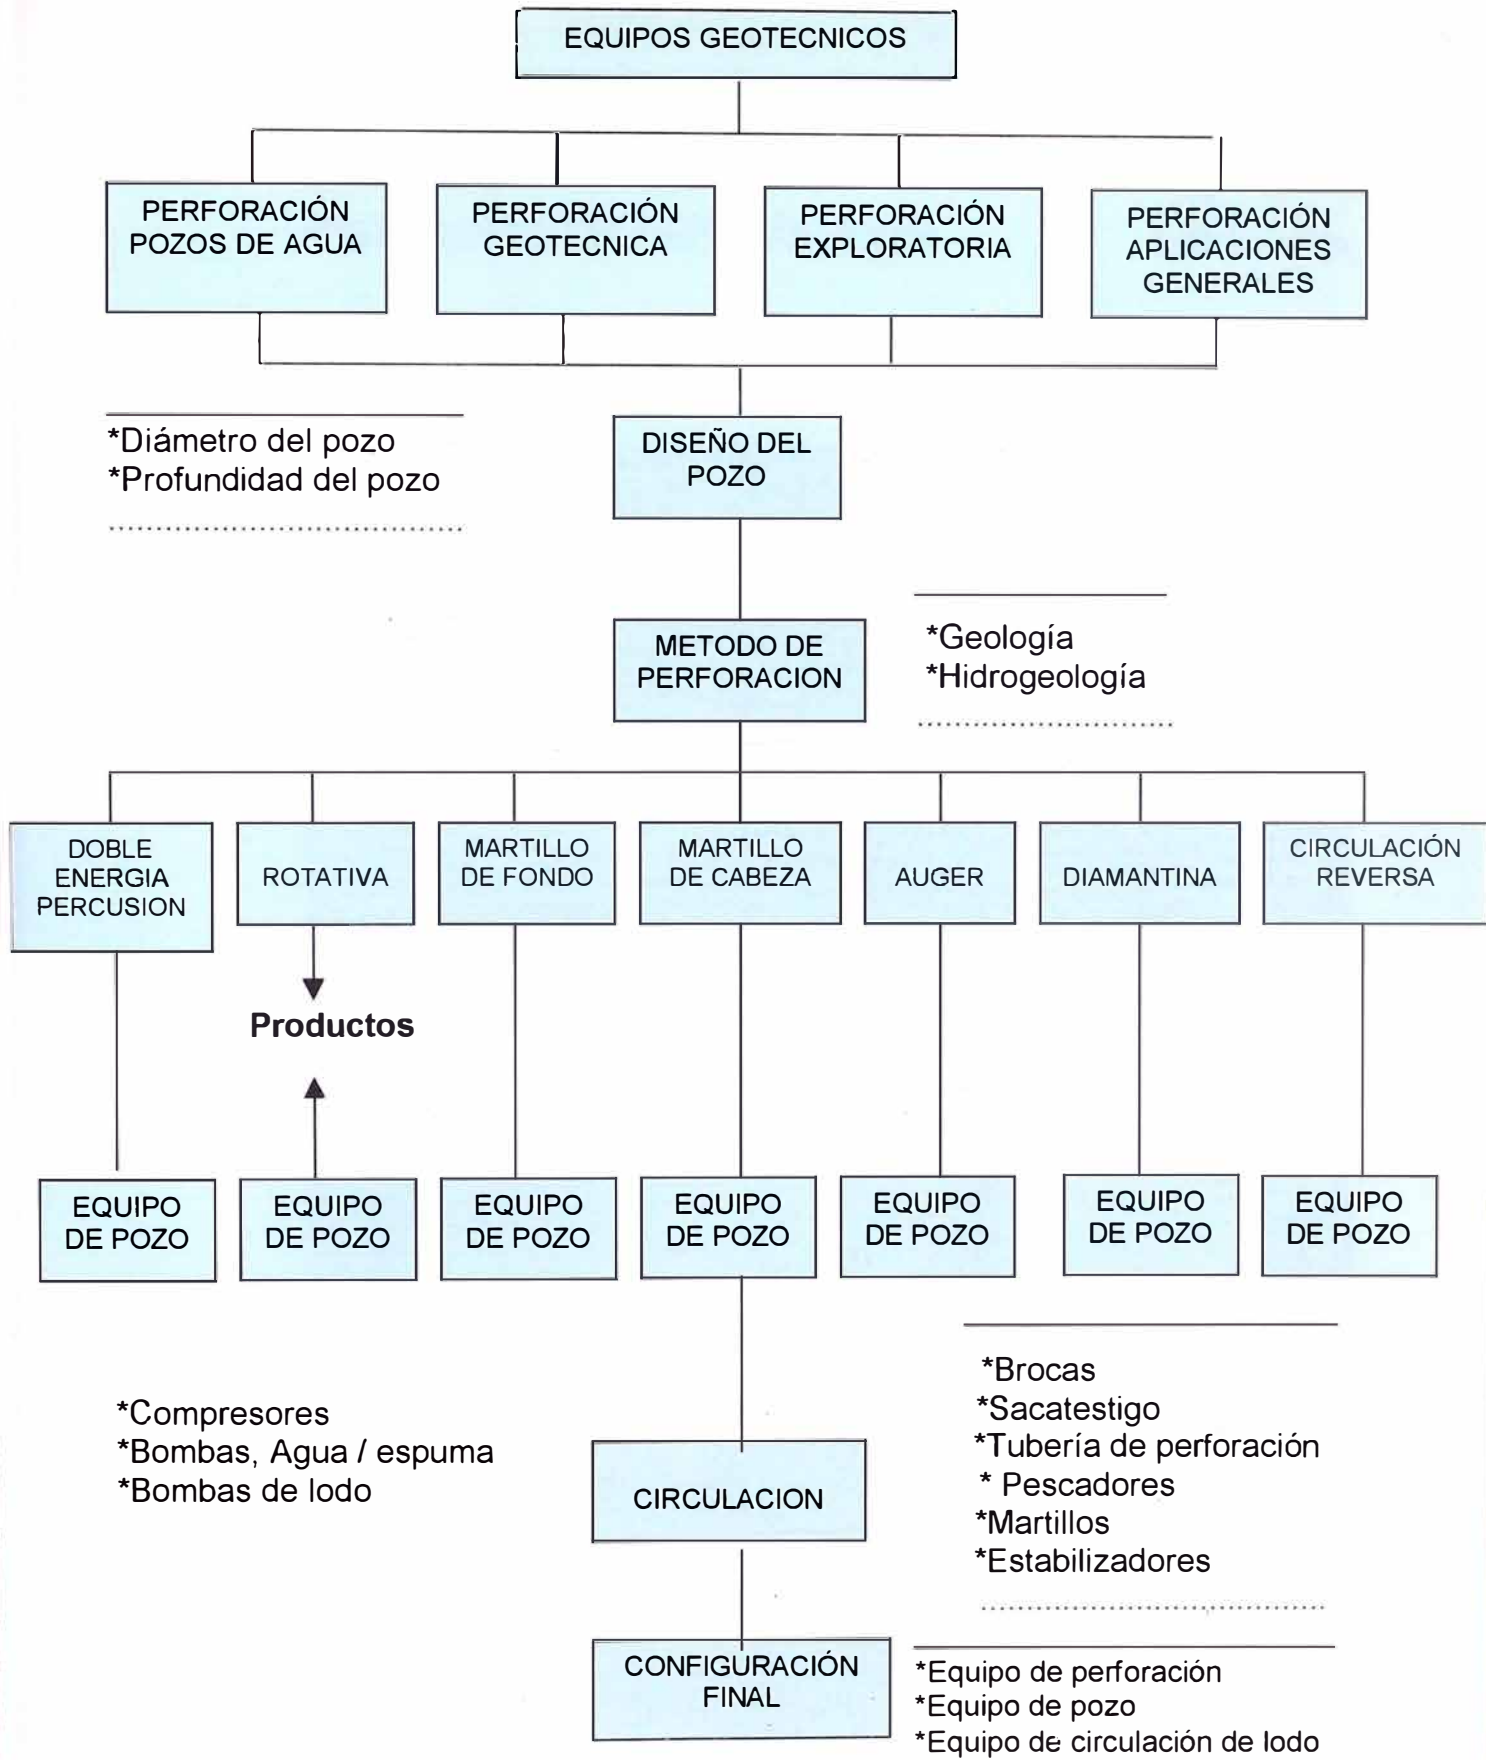 EQUIPOS GEOTECNICOS
PERFORACIÓN
POZOS DE AGUA
PERFORACIÓN
GEOTECNICA
PERFORACIÓN
EXPLORATORIA
PERFORACIÓN
APLICACIONES
GENERALES
*Diámetro del pozo
*Profundidad del pozo
DISEÑO DEL
POZO
METODO DE
PERFORACION
*Geología
*Hidrogeología
DOBLE
ENERGIA
PERCUSION
ROTATIVA
MARTILLO
DE FONDO
MARTILLO
DE CABEZA
AUGER
DIAMANTINA
CIRCULACIÓN
REVERSA
Productos
EQUIPO
DE POZO
EQUIPO
DE POZO
EQUIPO
DE POZO
EQUIPO
DE POZO
EQUIPO
DE POZO
EQUIPO
DE POZO
EQUIPO
DE POZO
*Compresores
*Bombas, Agua / espuma
*Bombas de lodo
CIRCULACION
*Brocas
*Sacatestigo
*Tubería de perforación
* Pescadores
*Martillos
*Estabilizadores
CONFIGURACIÓN
FINAL
*Equipo de perforación
*Equipo de pozo
*Equipo de circulación de lodo